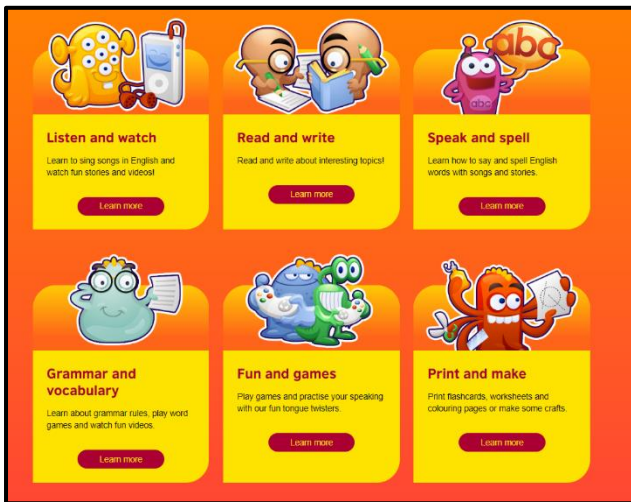 abc
abc
Listen and watch
Learn to sing songs in English and
watch fun stories and videos!
Learn more
Read and write
Read and write about interesting topics!
Learn more
Speak and spell
Learn how to say and spell English
words with songs and stories.
Learn more
Grammar and
vocabulary
Learn about grammar rules, play word
games and watch fun videos.
Learn more
Fun and games
Play games and practise your speaking
with our fun tongue twisters.
Learn more
Print and make
Print flashcards, worksheets and
colouring pages or make some crafts.
Learn more